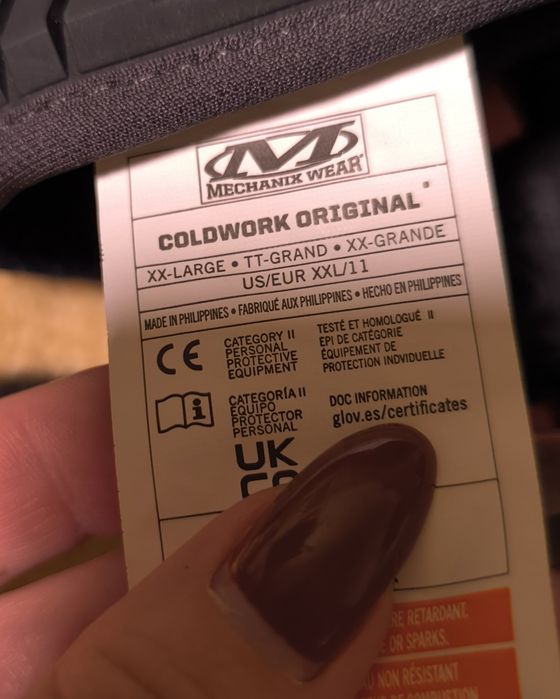 M
MECHANIX WEAR®
COLDWORK ORIGINAL®
XX-LARGE • TT-GRAND • XX-GRANDE
US/EUR XXL/11
MADE IN PHILIPPINES • FABRIQUÉ AUX PHILIPPINES • HECHO EN PHILIPPINES
CE
CATEGORY II
PERSONAL
PROTECTIVE
EQUIPMENT
TESTÉ ET HOMOLOGUÉ II
EPI DE CATÉGORIE
ÉQUIPEMENT DE
PROTECTION INDVIDUELLE
i
CATEGORÍA II
EQUIPO
PROTECTOR
PERSONAL
DOC INFORMATION
glov.es/certificates
UK
RETARDANT.
OR SPARKS.
NON RÉSISTANT